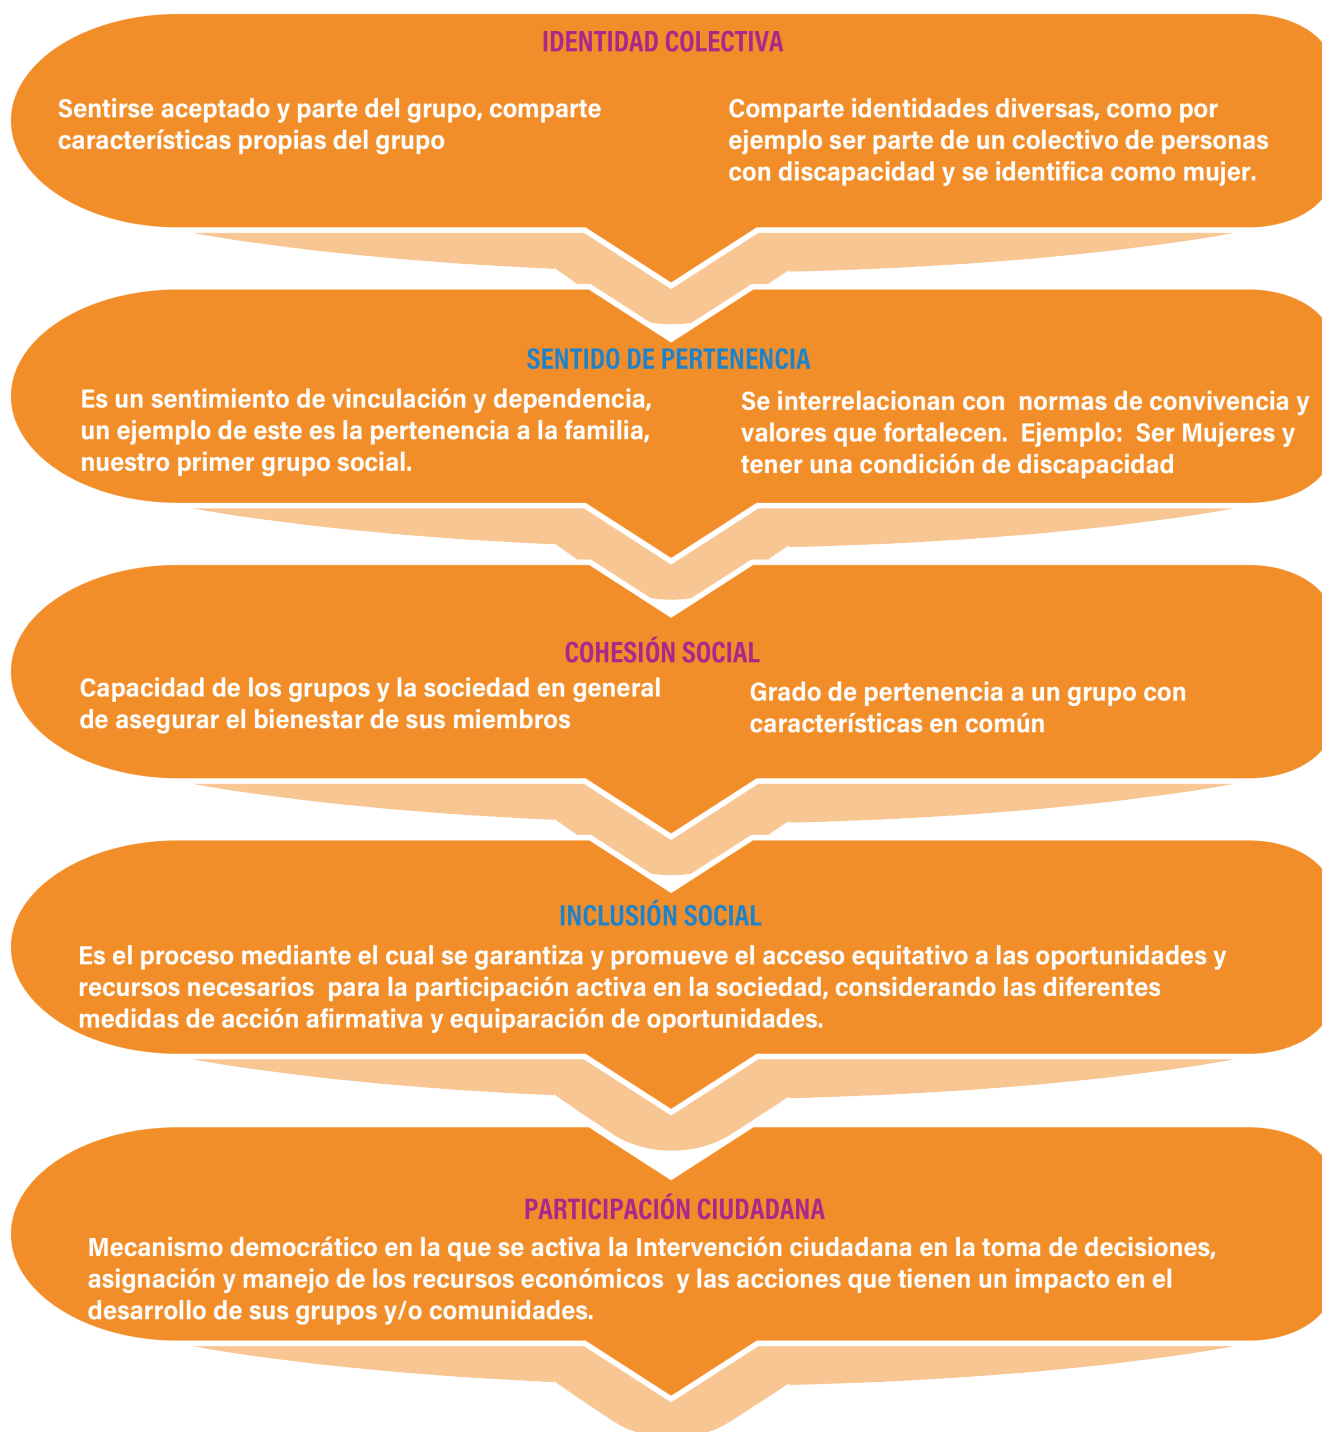 IDENTIDAD COLECTIVA
Sentirse aceptado y parte del grupo, comparte
características propias del grupo
Comparte identidades diversas, como por
ejemplo ser parte de un colectivo de personas
con discapacidad y se identifica como mujer.
SENTIDO DE PERTENENCIA
Es un sentimiento de vinculación y dependencia,
un ejemplo de este es la pertenencia a la familia,
nuestro primer grupo social.
Se interrelacionan con  normas de convivencia y
valores que fortalecen.  Ejemplo:  Ser Mujeres y
tener una condición de discapacidad
COHESIÓN SOCIAL
Capacidad de los grupos y la sociedad en general
de asegurar el bienestar de sus miembros
Grado de pertenencia a un grupo con
características en común
INCLUSIÓN SOCIAL
Es el proceso mediante el cual se garantiza y promueve el acceso equitativo a las oportunidades y
recursos necesarios  para la participación activa en la sociedad, considerando las diferentes
medidas de acción afirmativa y equiparación de oportunidades.
PARTICIPACIÓN CIUDADANA
Mecanismo democrático en la que se activa la Intervención ciudadana en la toma de decisiones,
asignación y manejo de los recursos económicos  y las acciones que tienen un impacto en el
desarrollo de sus grupos y/o comunidades.